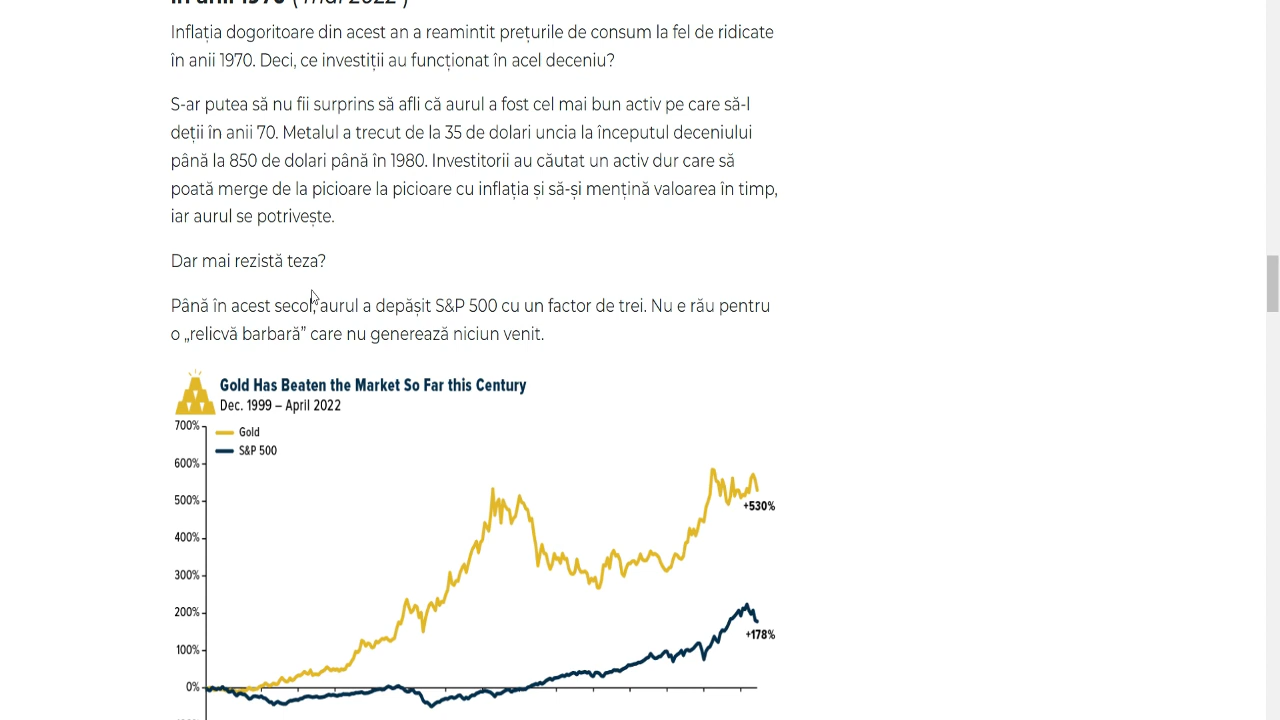 în anii 1970 ( mai 2022 )
Inflația dogoritoare din acest an a reamintit prețurile de consum la fel de ridicate
în anii 1970. Deci, ce investiții au funcționat în acel deceniu?
S-ar putea să nu fii surprins să afli că aurul a fost cel mai bun activ pe care să-l
deții în anii 70. Metalul a trecut de la 35 de dolari uncia la începutul deceniului
până la 850 de dolari până în 1980. Investitorii au căutat un activ dur care să
poată merge de la picioare la picioare cu inflația și să-și mențină valoarea în timp,
iar aurul se potrivește.
Dar mai rezistă teza?
Până în acest secol, aurul a depășit S&P 500 cu un factor de trei. Nu e rău pentru
o „relicvă barbară” care nu generează niciun venit.
Gold Has Beaten the Market So Far this Century
Dec. 1999 – April 2022
700%
Gold
S&P 500
600%
500%
+530%
400%
300%
200%
+178%
100%
0%